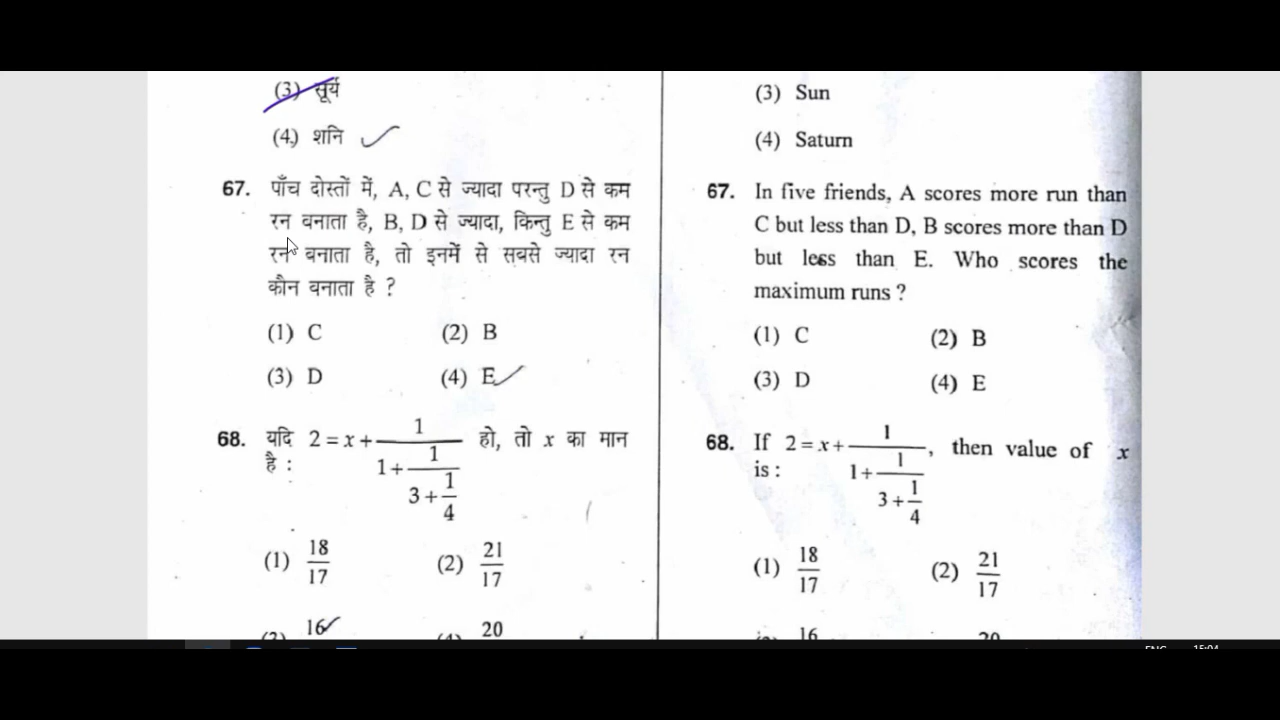 (3) सूर्य
(4) शनि
67. पाँच दोस्तों में, A, C से ज्यादा परन्तु D से कम
रन बनाता है, B, D से ज्यादा, किन्तु E से कम
रन बनाता है, तो इनमें से सबसे ज्यादा रन
कौन बनाता है ?
(1) C (2) B
(3) D (4) E
68. यदि 2 = x + 1 हो, तो x का मान
है : 1 + 1
3 + 1
4
(1) 18/17 (2) 21/17
16 20
(3) Sun
(4) Saturn
67. In five friends, A scores more run than
C but less than D, B scores more than D
but less than E. Who scores the
maximum runs ?
(1) C (2) B
(3) D (4) E
68. If 2 = x + 1 , then value of x
is : 1 + 1
3 + 1
4
(1) 18/17 (2) 21/17
16 20